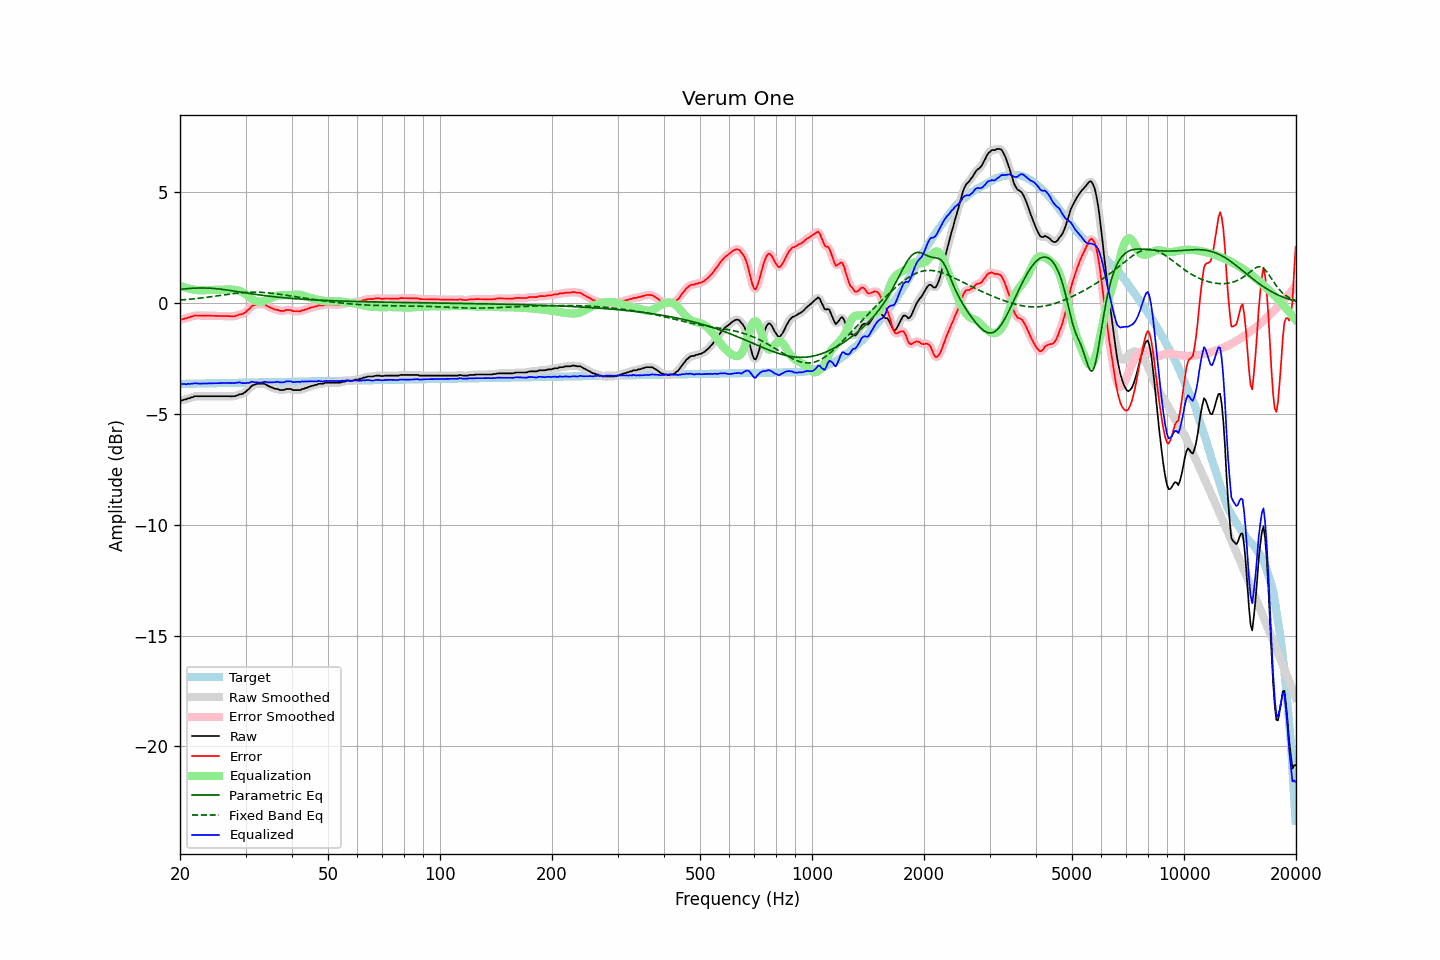 Verum One
Amplitude (dBr)
5
0
−5
−10
−15
−20
Target
Raw Smoothed
Error Smoothed
Raw
Error
Equalization
Parametric Eq
Fixed Band Eq
Equalized
20 50 100 200 500 1000 2000 5000 10000 20000
Frequency (Hz)